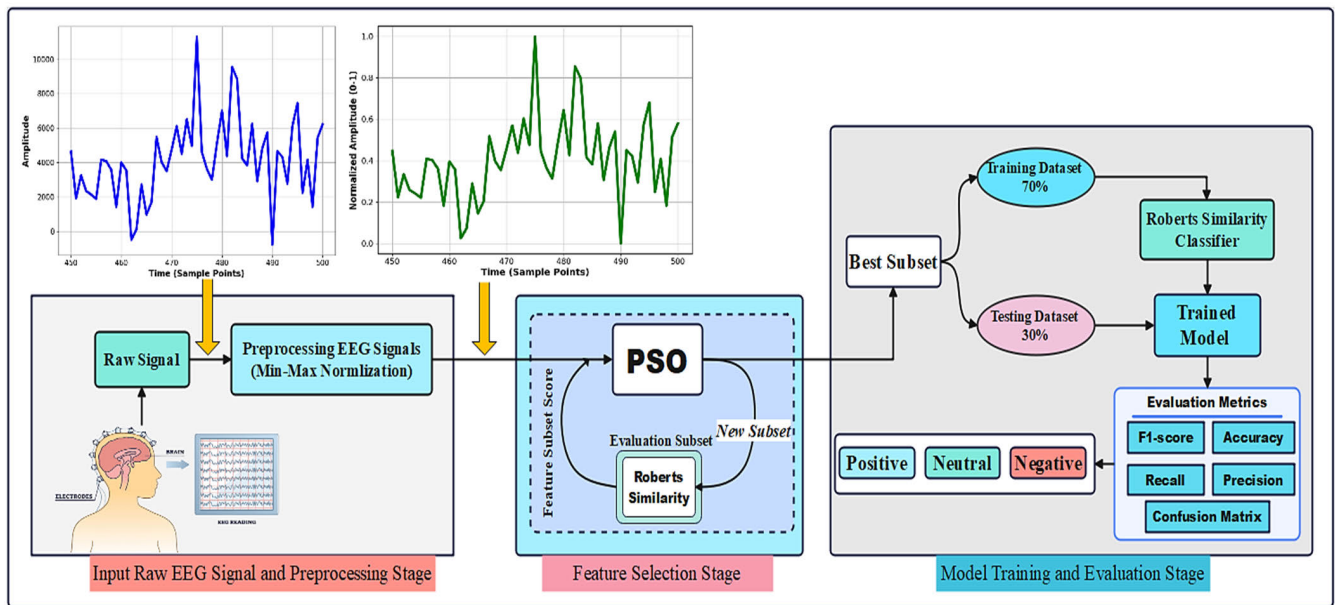 Amplitude
10000
8000
6000
4000
2000
0
450
460
470
480
490
500
Time (Sample Points)
Normalized Amplitude (0-1)
1.0
0.8
0.6
0.4
0.2
0.0
450
460
470
480
490
500
Time (Sample Points)
Raw Signal
Preprocessing EEG Signals
(Min-Max Normlization)
BRAIN
ELECTRODES
EEG READING
Input Raw EEG Signal and Preprocessing Stage
PSO
Feature Subset Score
New Subset
Evaluation Subset
Roberts
Similarity
Feature Selection Stage
Best Subset
Training Dataset
70%
Testing Dataset
30%
Roberts Similarity
Classifier
Trained
Model
Evaluation Metrics
F1-score
Accuracy
Recall
Precision
Confusion Matrix
Positive
Neutral
Negative
Model Training and Evaluation Stage